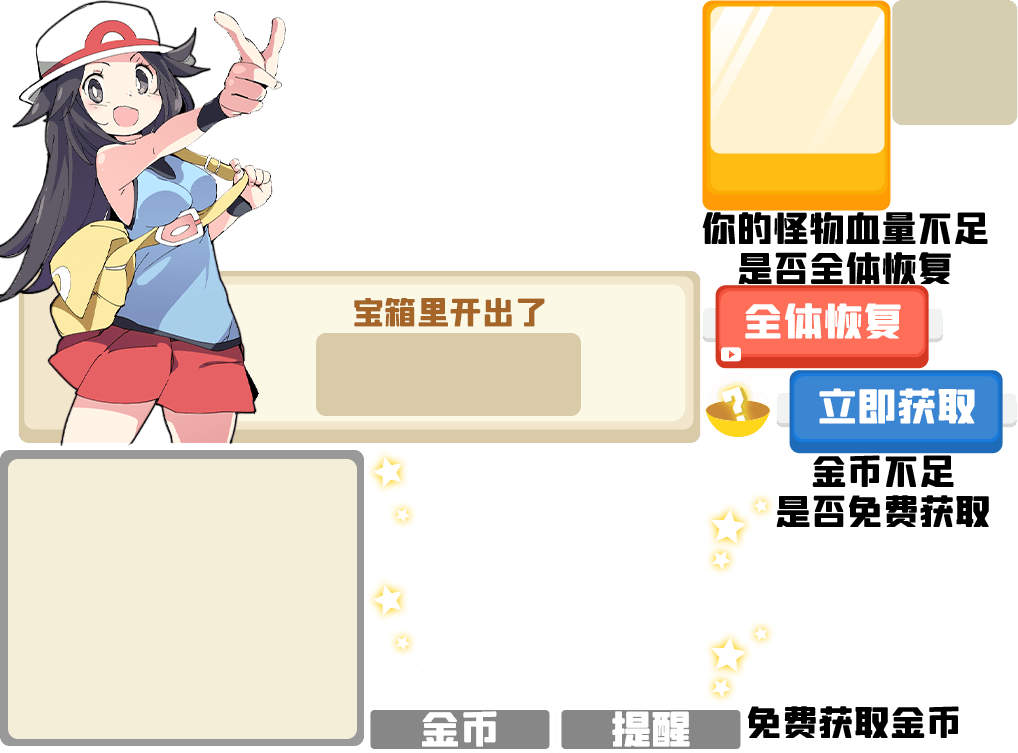 你的怪物血量不足
是否全体恢复
宝箱里开出了
全体恢复
?
立即获取
金币不足
是否免费获取
金币
提醒
免费获取金币